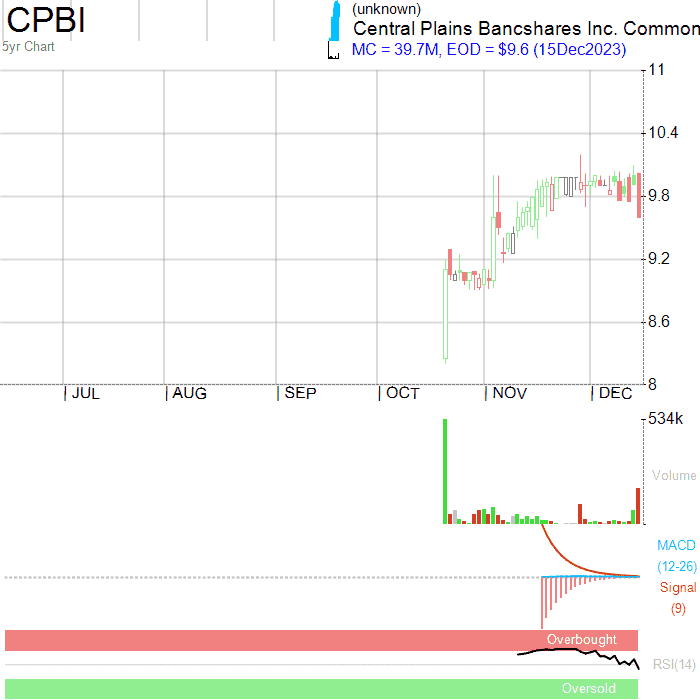 CPBI
(unknown)
Central Plains Bancshares Inc. Common
5yr Chart
MC = 39.7M, EOD = $9.6 (15Dec2023)
11
10.4
9.8
9.2
8.6
8
JUL AUG SEP OCT NOV DEC
534k
Volume
MACD
(12-26)
Signal
(9)
Overbought
RSI(14)
Oversold